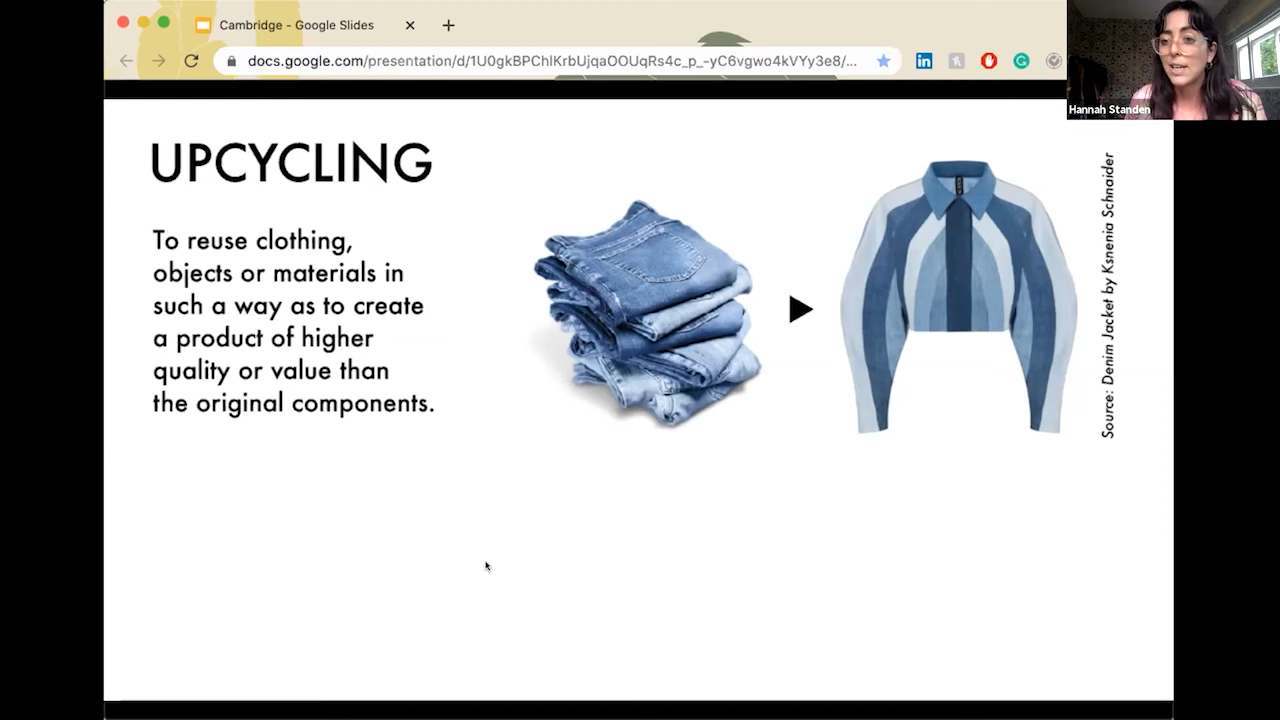 Cambridge - Google Slides
docs.google.com/presentation/d/1U0gkBPChlKrbUjqaOOUqRs4c_p_-yC6vgwo4kVYy3e8/...
Hannah Standen
UPCYCLING
To reuse clothing,
objects or materials in
such a way as to create
a product of higher
quality or value than
the original components.
Source: Denim Jacket by Ksnenia Schnaider